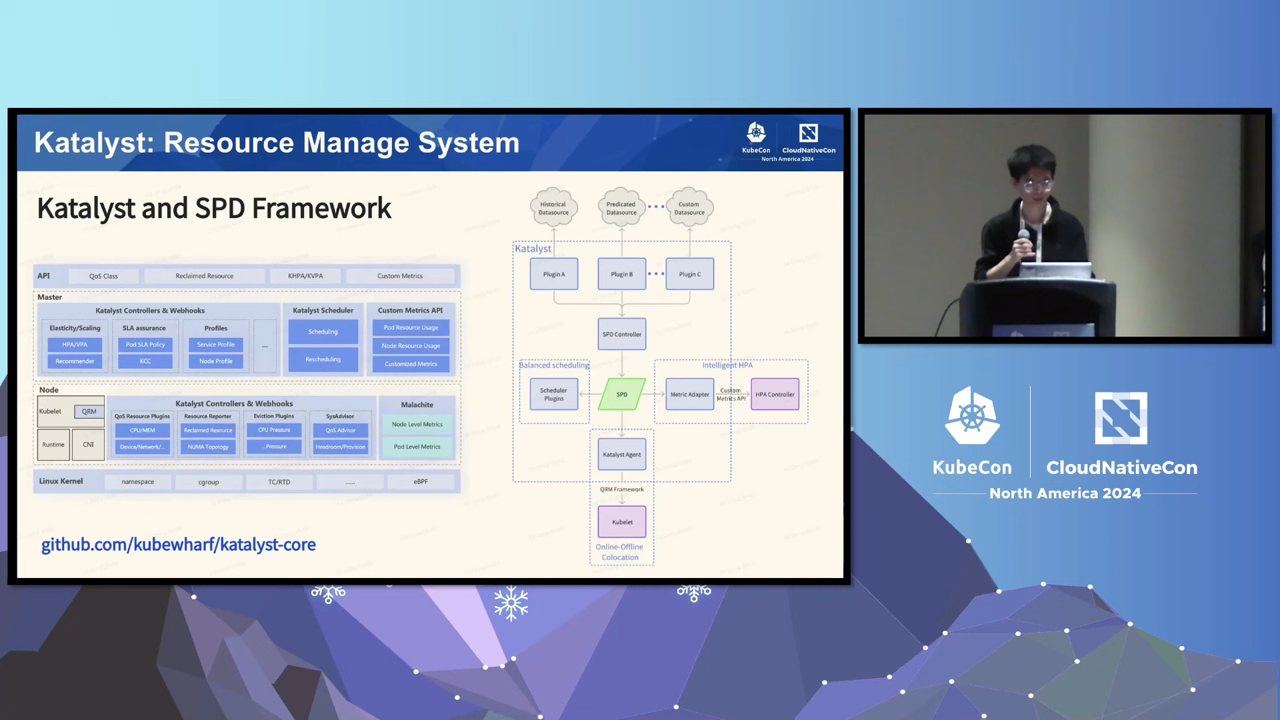 Katalyst: Resource Manage System
KubeCon
CloudNativeCon
North America 2024
Katalyst and SPD Framework
API
QoS Class
Reclaimed Resource
KHPA/KVPA
Custom Metrics
Master
Katalyst Controllers & Webhooks
Elasticity/Scaling
HPA/VPA
Recommender
SLA assurance
Pod SLA Policy
KCC
Profiles
Service Profile
Node Profile
...
Katalyst Scheduler
Scheduling
Rescheduling
Custom Metrics API
Pod Resource Usage
Node Resource Usage
Customized Metrics
Node
Kubelet
QRM
Runtime
CNI
Katalyst Controllers & Webhooks
QoS Resource Plugins
CPU/MEM
Device/Network/...
Resource Reporter
Reclaimed Resource
NUMA Topology
Eviction Plugins
CPU Pressure
...Pressure
SysAdvisor
QoS Advisor
Headroom/Provision
Malachite
Node Level Metrics
Pod Level Metrics
Linux Kernel
namespace
cgroup
TC/RTD
......
eBPF
github.com/kubewharf/katalyst-core
Historical
Datasource
Predicated
Datasource
Custom
Datasource
Katalyst
Plugin A
Plugin B
Plugin C
SPD Controller
Balanced scheduling
Intelligent HPA
Scheduler
Plugins
SPD
Metric Adapter
Custom
Metrics API
HPA Controller
Katalyst Agent
QRM Framework
Kubelet
Online-Offline
Colocation
KubeCon
CloudNativeCon
North America 2024